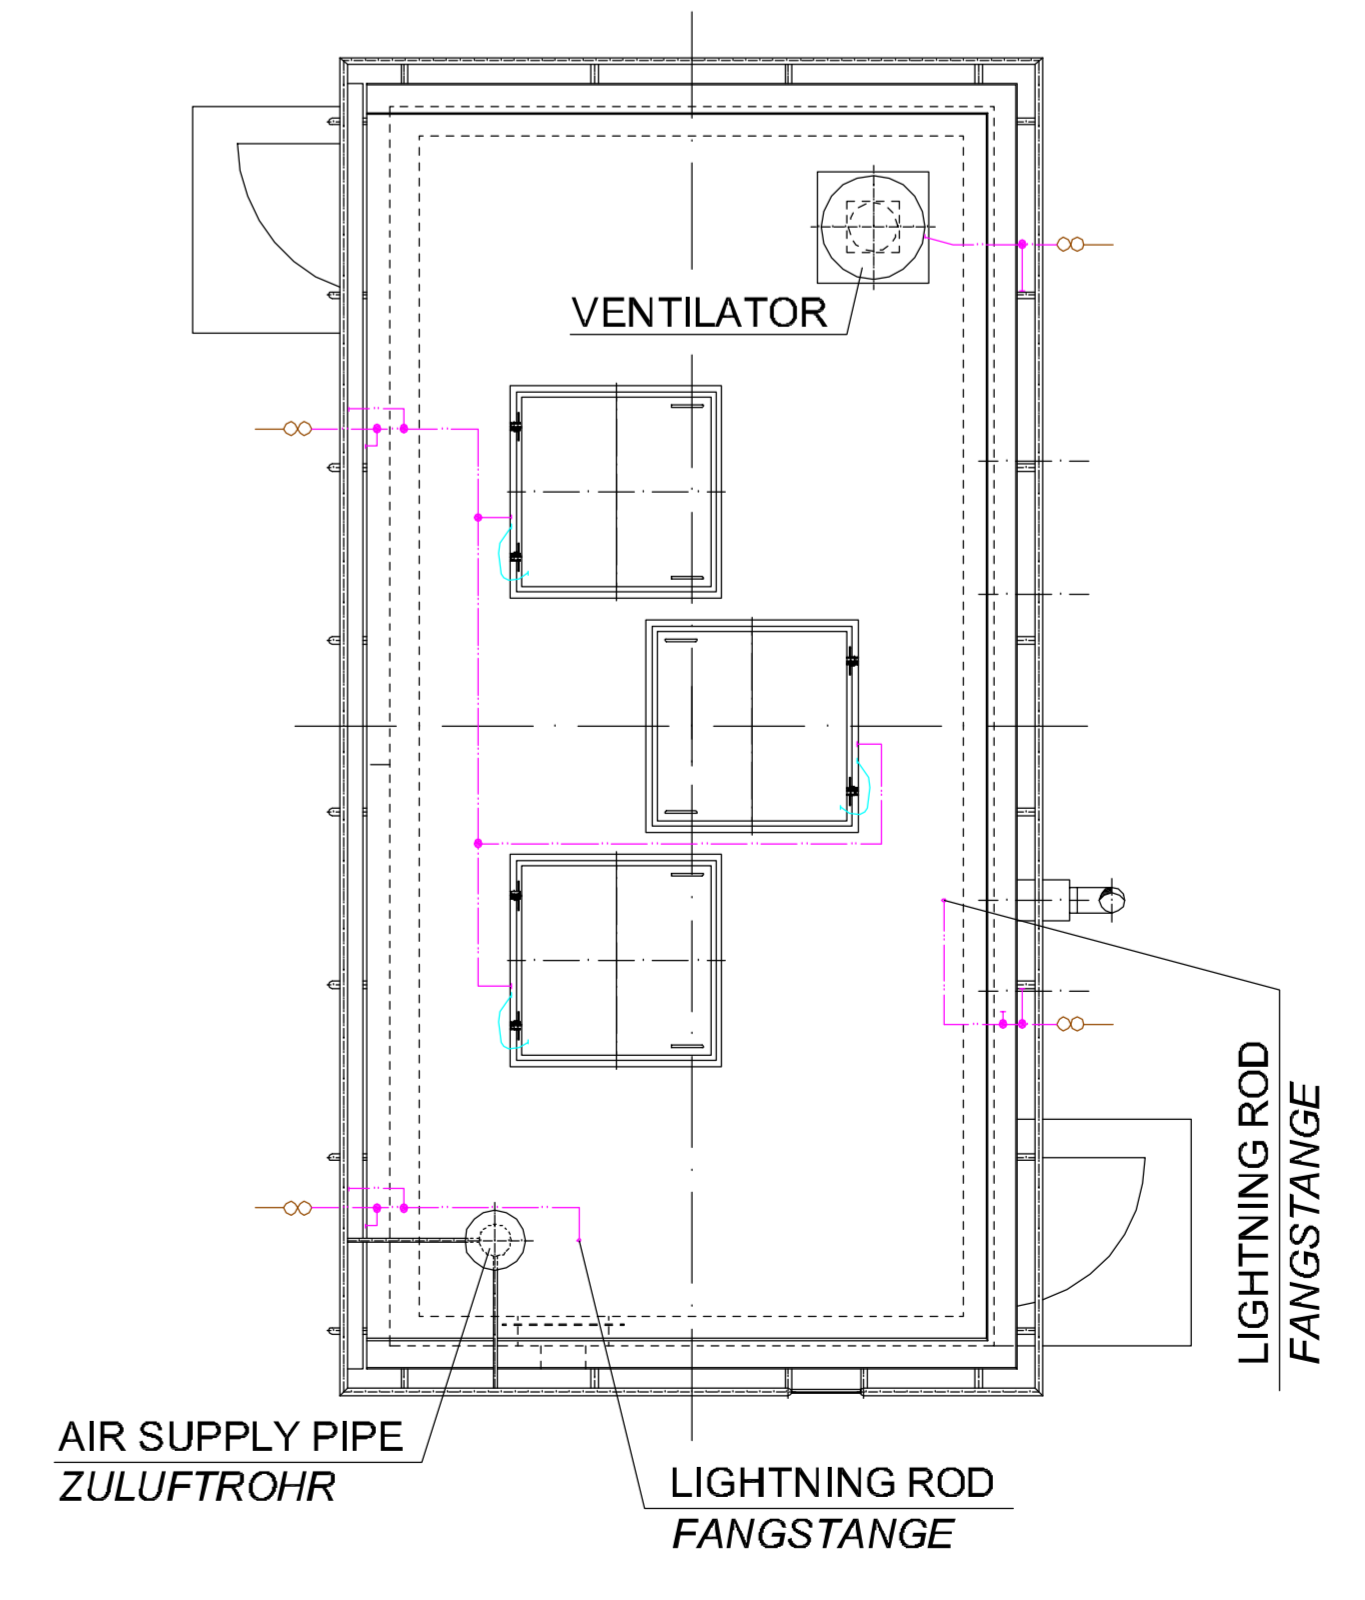 VENTILATOR
LIGHTNING ROD
FANGSTANGE
AIR SUPPLY PIPE
ZULUFTROHR
LIGHTNING ROD
FANGSTANGE